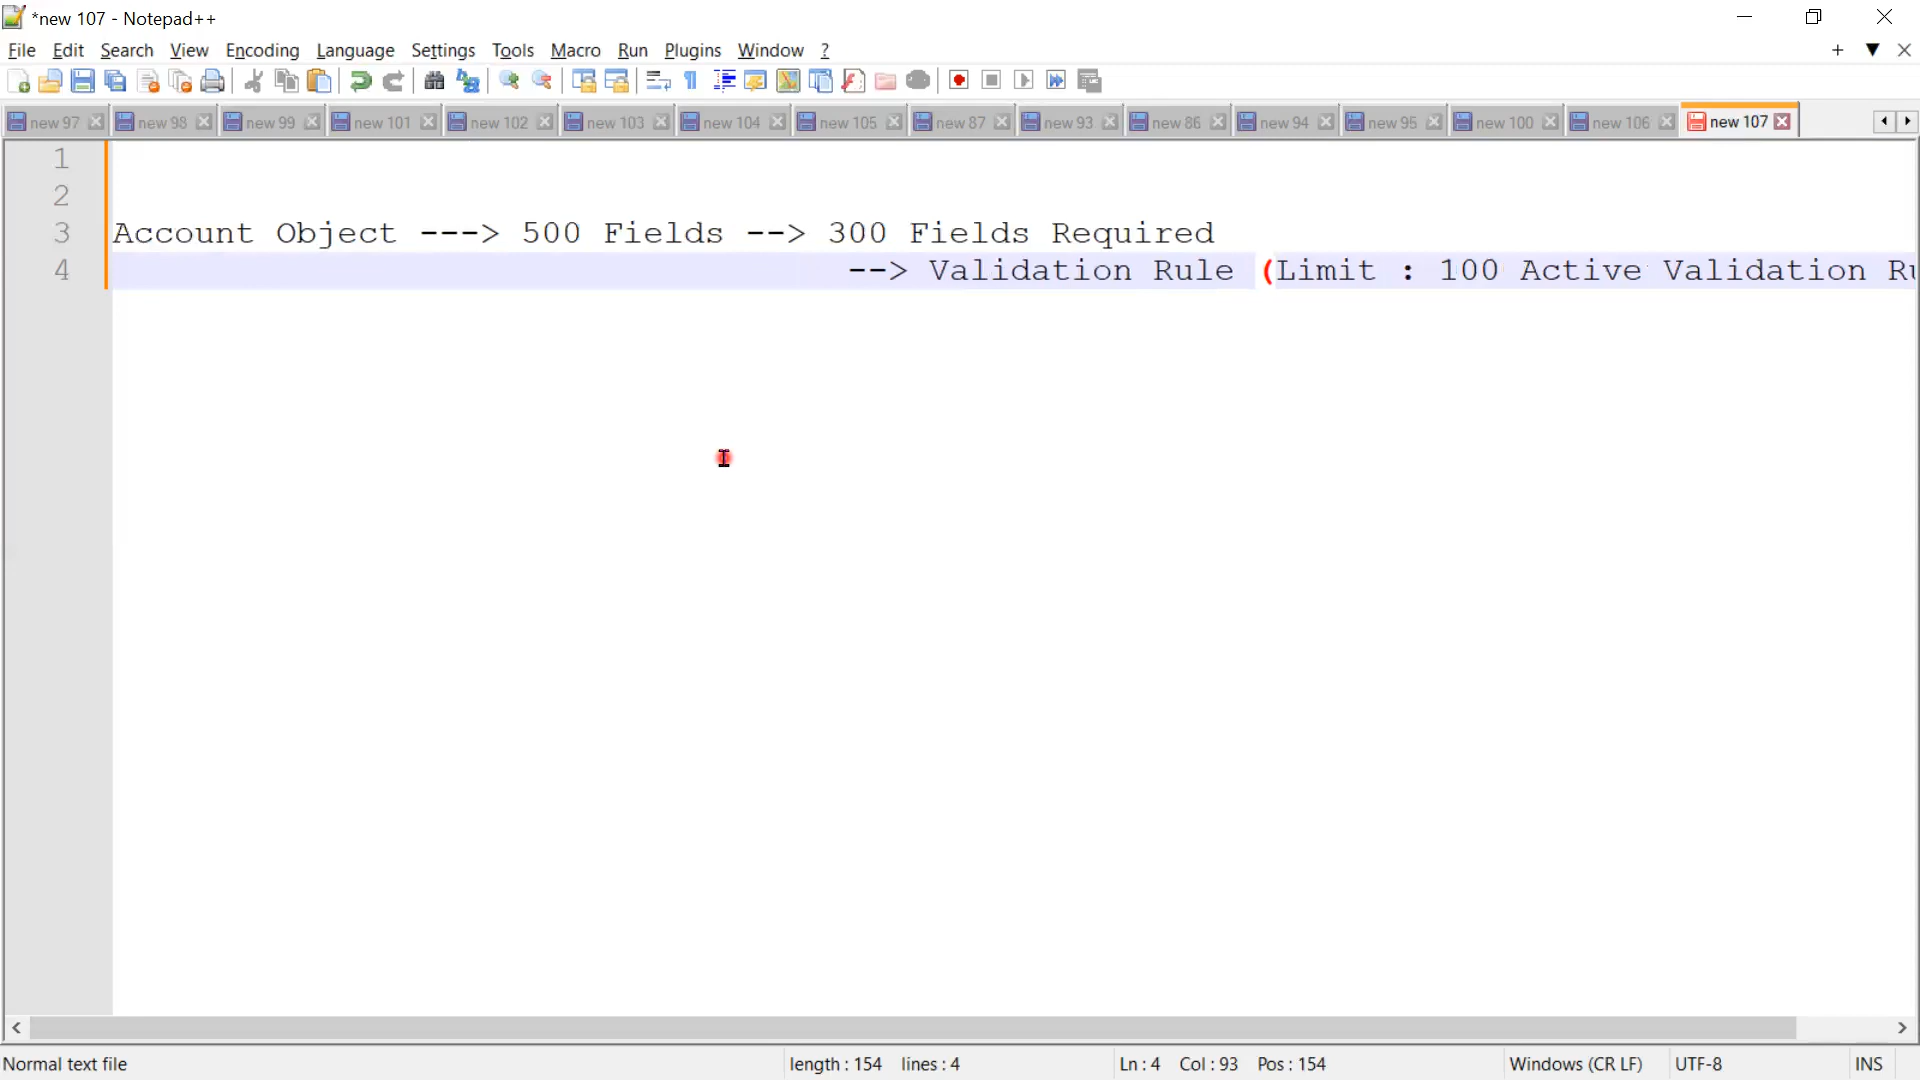 *new 107 - Notepad++
File Edit Search View Encoding Language Settings Tools Macro Run Plugins Window ?
new 97 new 98 new 99 new 101 new 102 new 103 new 104 new 105 new 87 new 93 new 86 new 94 new 95 new 100 new 106 new 107
1
2
3 Account Object ---> 500 Fields --> 300 Fields Required
4 --> Validation Rule (Limit : 100 Active Validation Ru
Normal text file length : 154 lines : 4 Ln : 4 Col : 93 Pos : 154 Windows (CR LF) UTF-8 INS